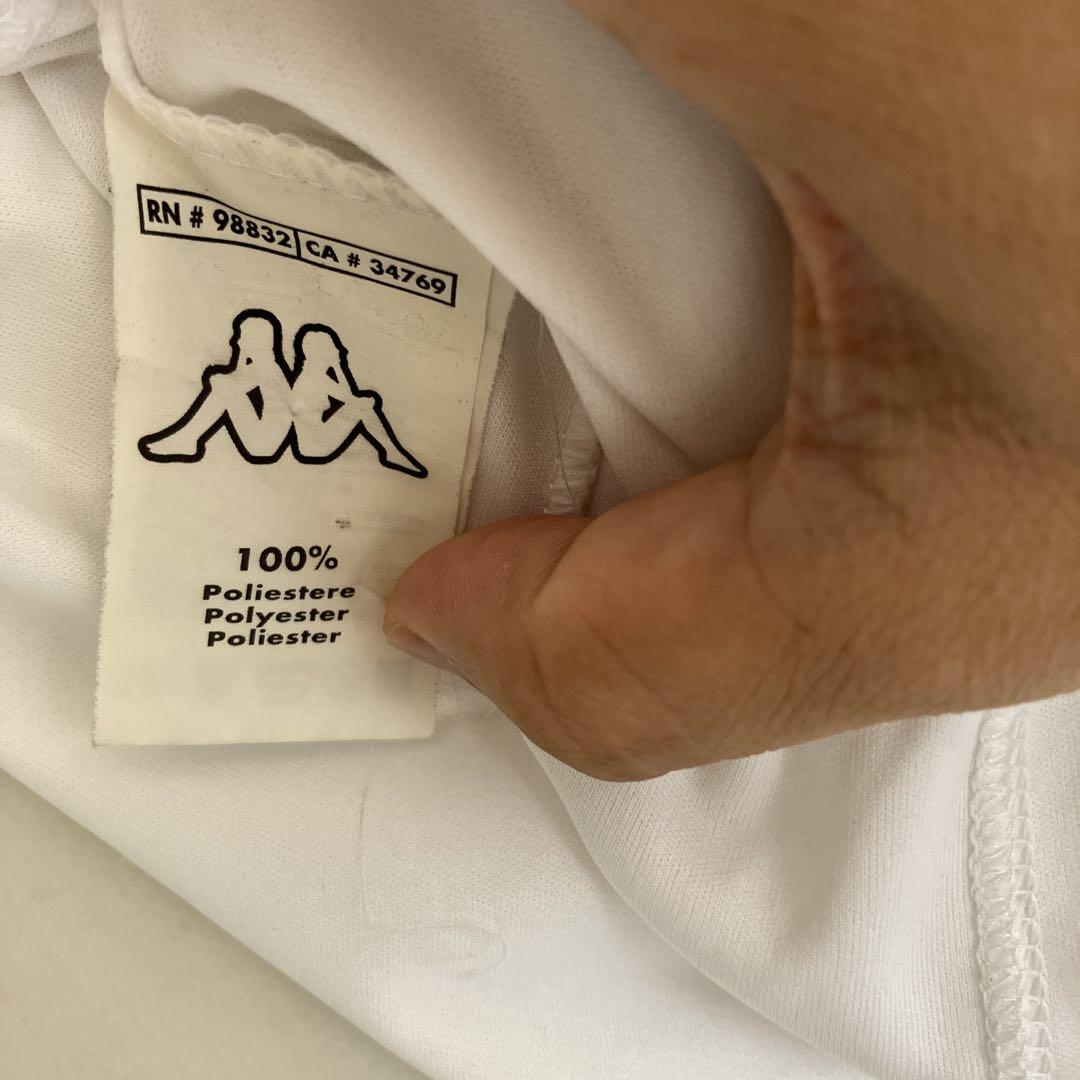 RN # 98832 CA # 34769
100%
Poliestere
Polyester
Poliester